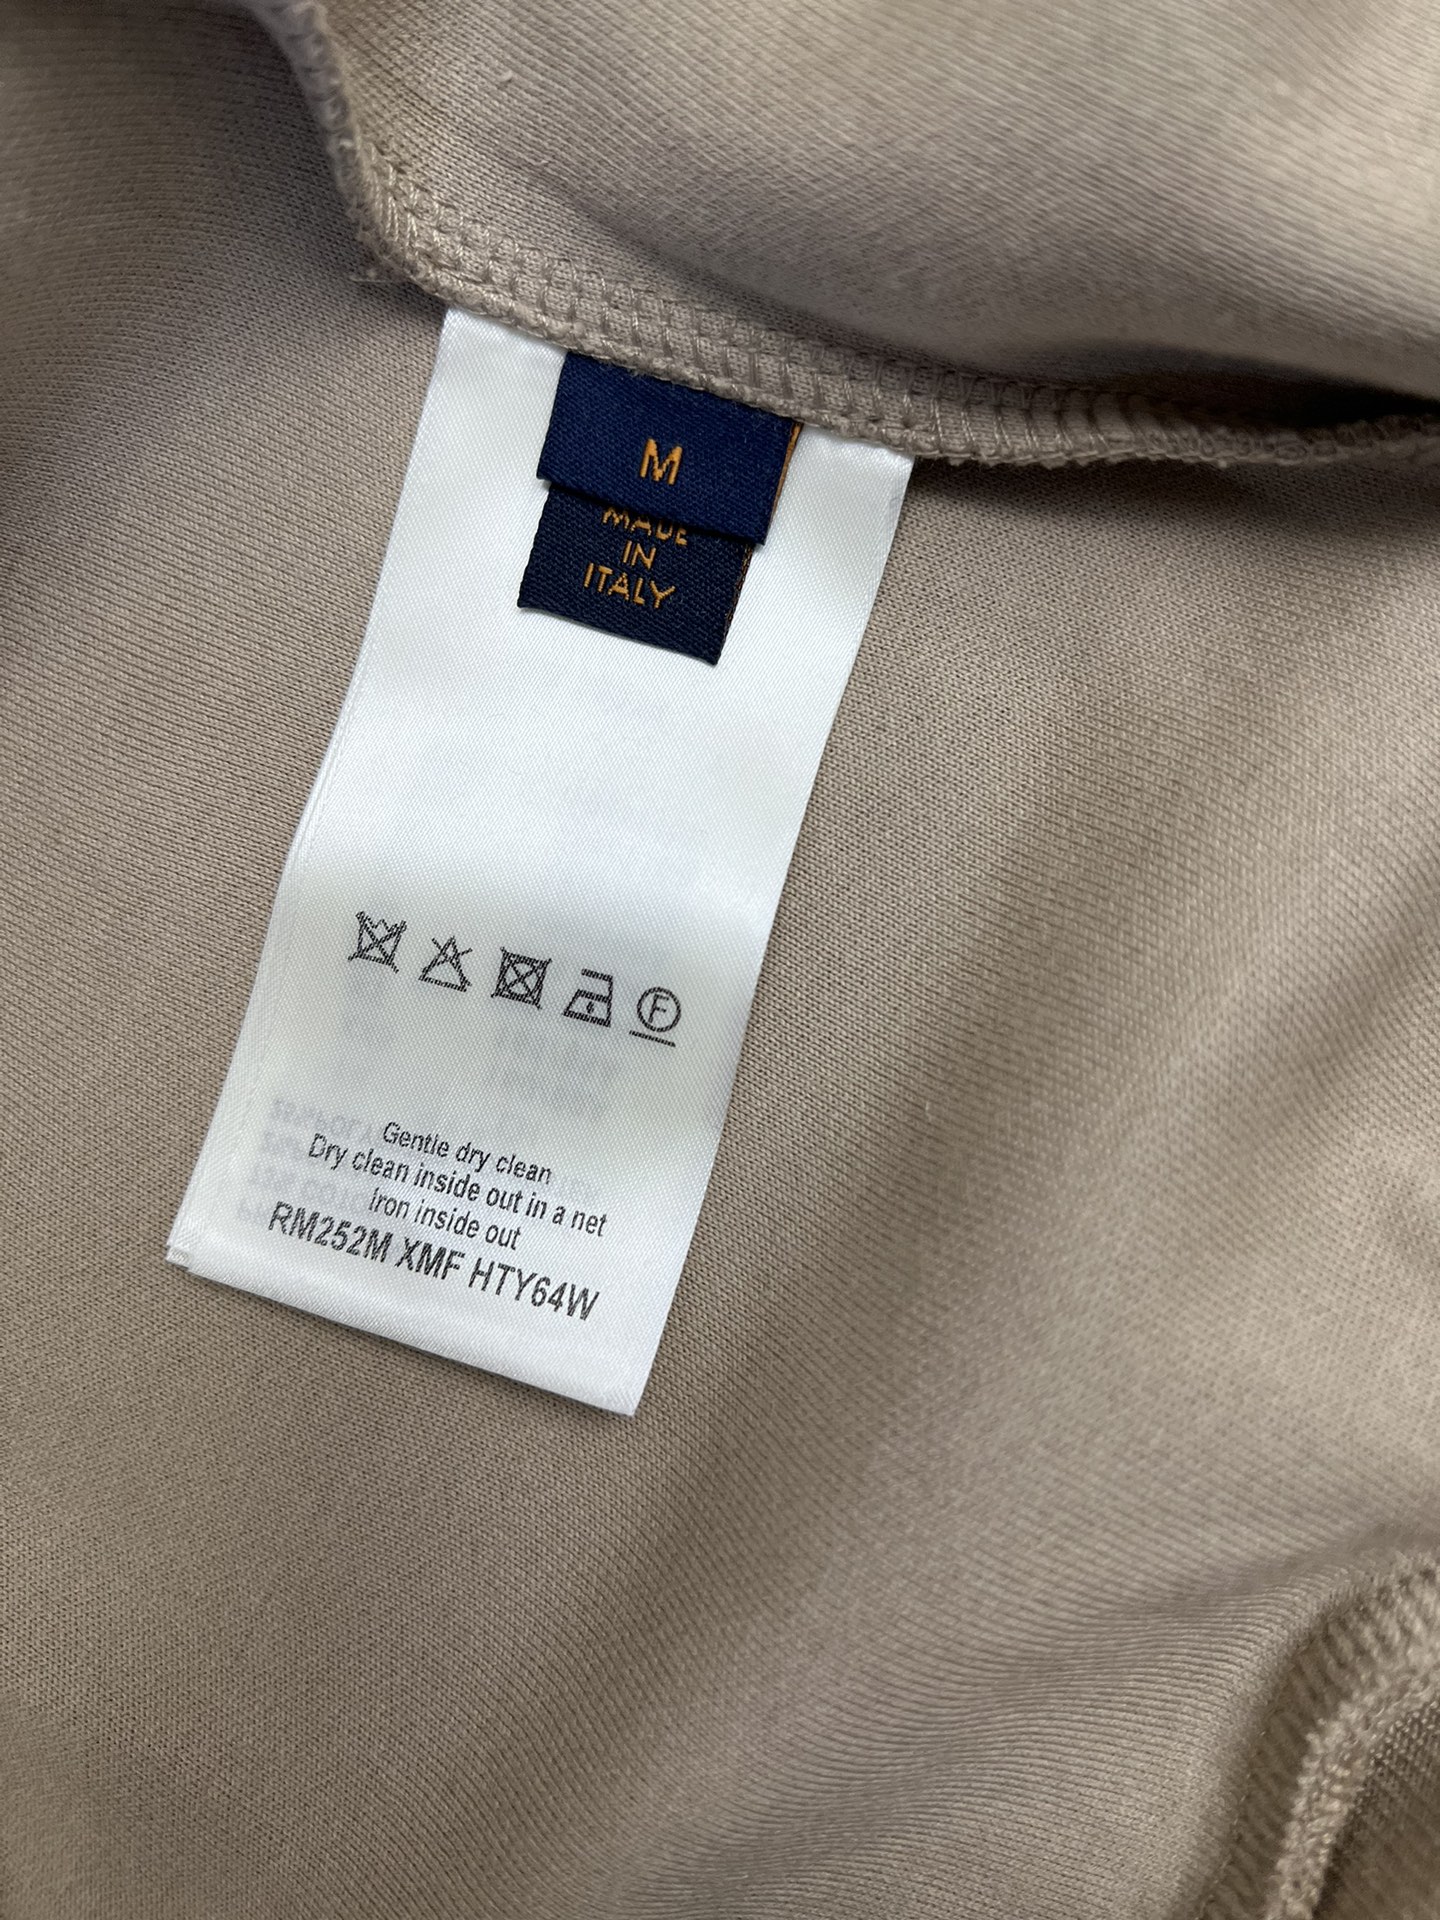 M
MADE
IN
ITALY
F
Gentle dry clean
Dry clean inside out in a net
Iron inside out
RM252M XMF HTY64W